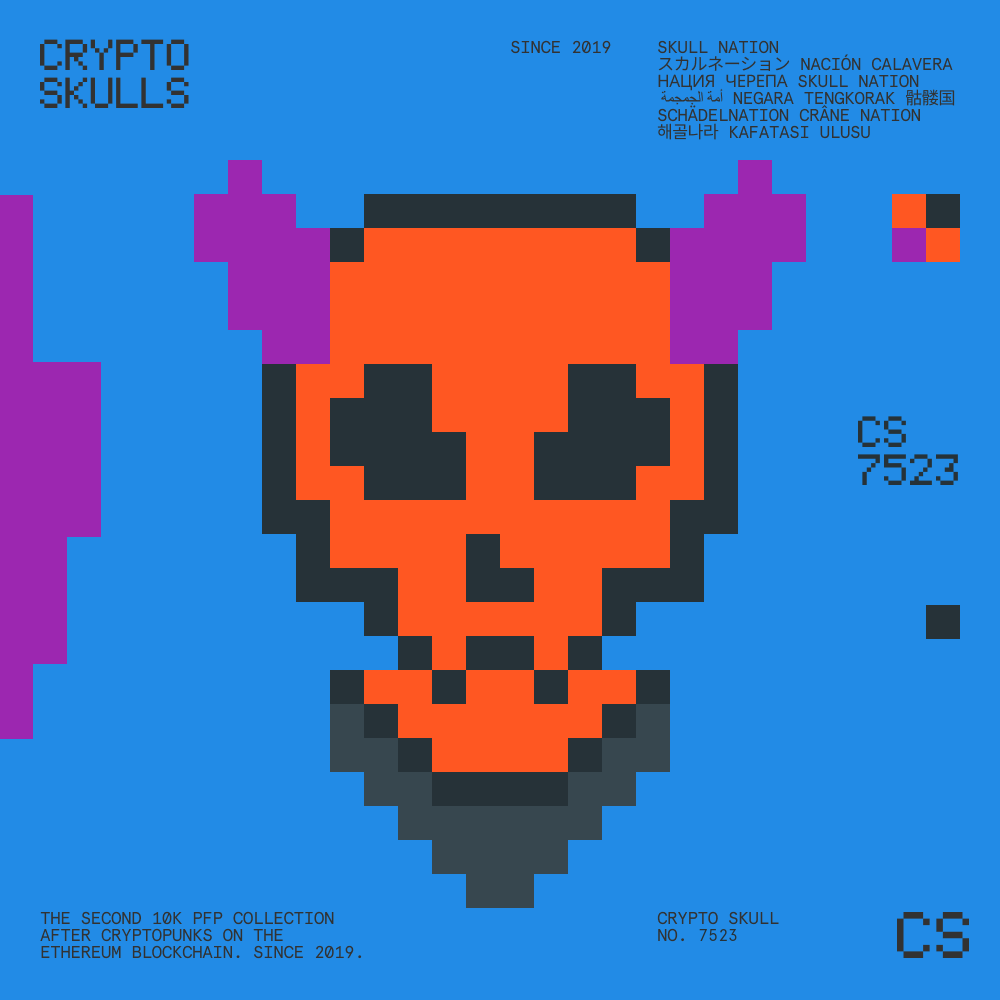 CRYPTO
SKULLS
SINCE 2019
SKULL NATION
スカルネーション NACIÓN CALAVERA
НАЦИЯ ЧЕРЕПА SKULL NATION
أمة الجمجمة NEGARA TENGKORAK 骷髅国
SCHÄDELNATION CRÂNE NATION
해골나라 KAFATASI ULUSU
CS
7523
THE SECOND 10K PFP COLLECTION
AFTER CRYPTOPUNKS ON THE
ETHEREUM BLOCKCHAIN. SINCE 2019.
CRYPTO SKULL
NO. 7523
CS